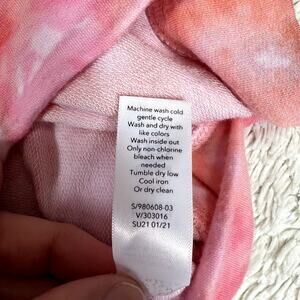 Machine wash cold
gentle cycle
Wash and dry with
like colors
Wash inside out
Only non-chlorine
bleach when
needed
Tumble dry low
Cool iron
Or dry clean
S/980608-03
V/303016
SU21 01/21